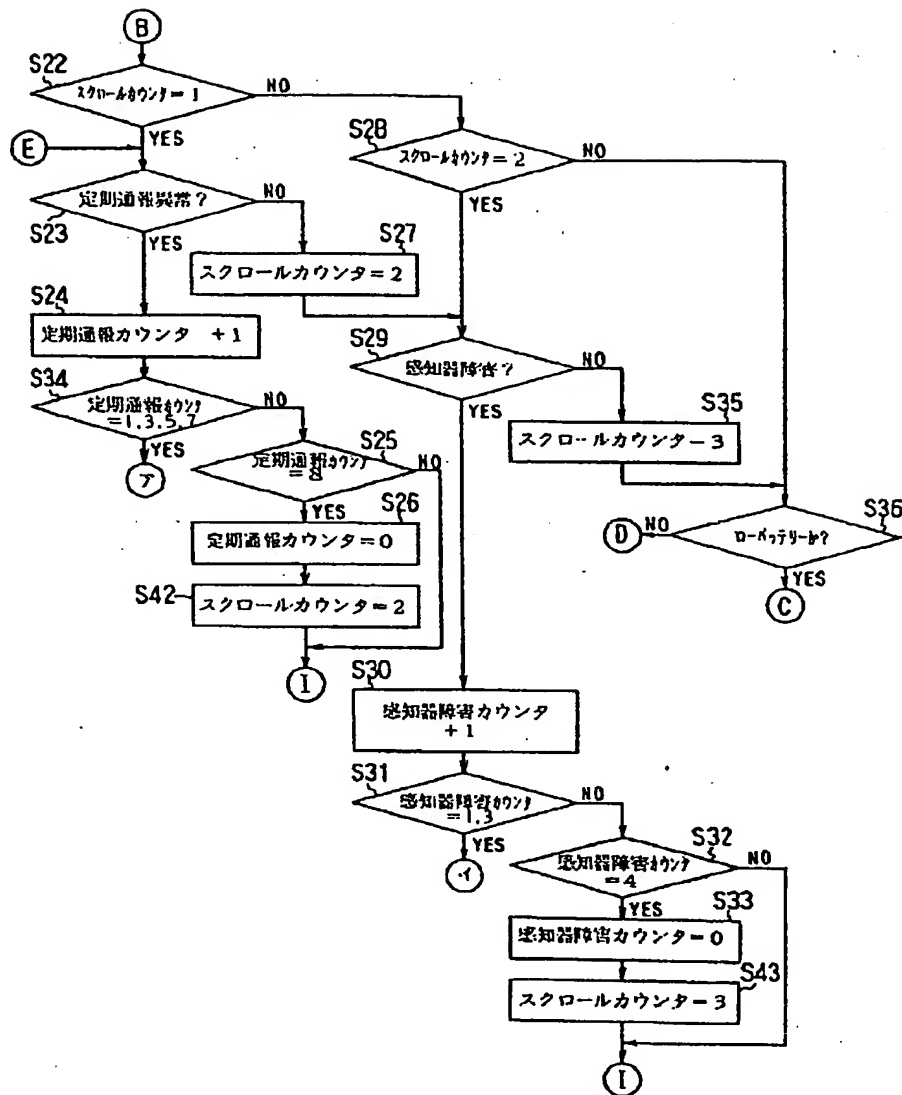 B
S22
スクロールカウンタ=1
NO
YES
E
S28
スクロールカウンタ=2
NO
YES
定期通報異常?
NO
S23
YES
S27
スクロールカウンタ=2
S24
定期通報カウンタ +1
S29
感知器障害?
NO
YES
S34
定期通報カウンタ
=1.3.5.7
NO
YES
ア
S35
スクロールカウンター3
S25
定期通報カウンタ
=8
NO
YES
S26
定期通報カウンタ=0
S36
ローバッテリーか?
NO
D
YES
C
S42
スクロールカウンタ=2
I
S30
感知器障害カウンタ
+1
S31
感知器障害カウンタ
=1.3
NO
YES
イ
S32
感知器障害カウンタ
=4
NO
YES
S33
感知器障害カウンタ=0
S43
スクロールカウンター3
I